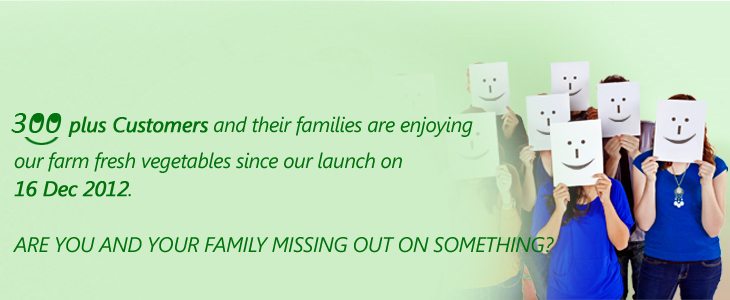 300 plus Customers and their families are enjoying
our farm fresh vegetables since our launch on
16 Dec 2012.
ARE YOU AND YOUR FAMILY MISSING OUT ON SOMETHING?